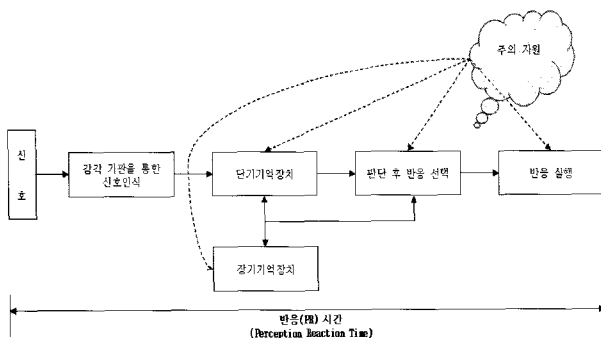 주의 자원
신
호
감각 기관을 통한
신호인식
단기기억장치
판단 후 반응 선택
반응 실행
장기기억장치
반응(PR) 시간
(Perception Reaction Time)